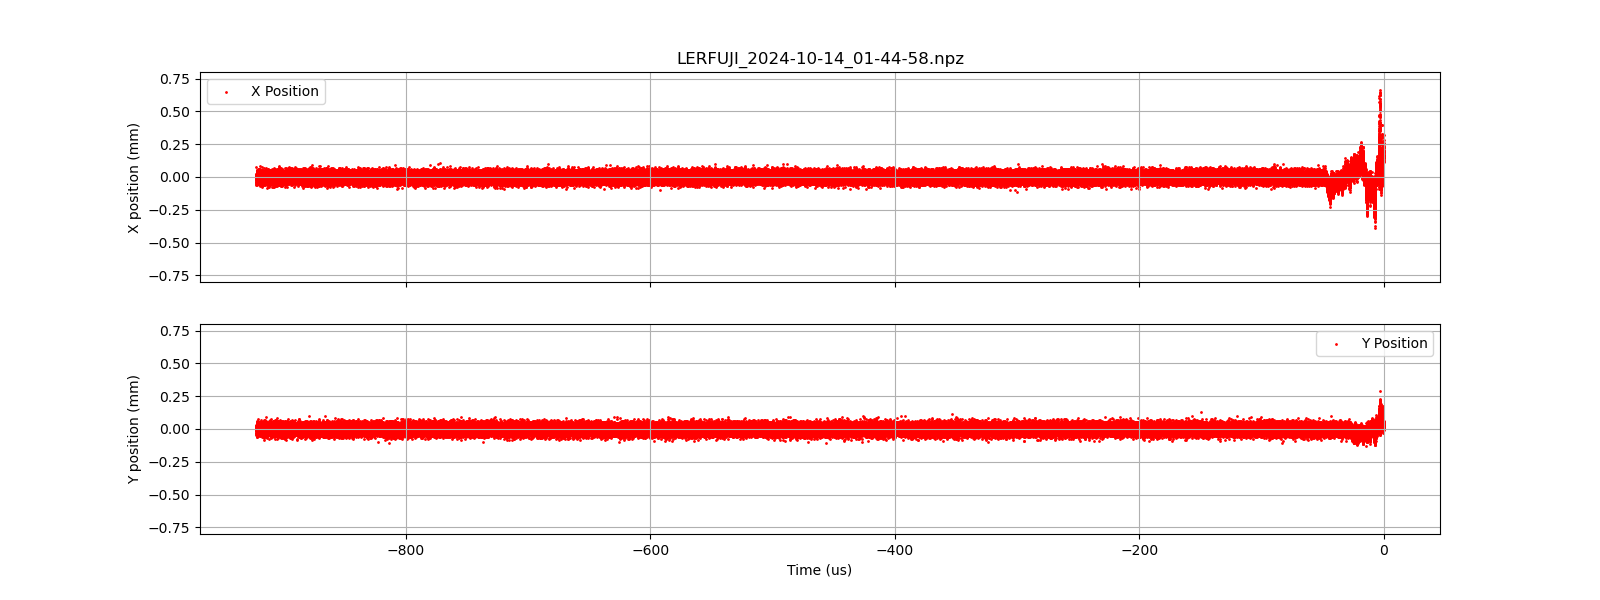 LERFUJI_2024-10-14_01-44-58.npz
X position (mm)
0.75
0.50
0.25
0.00
−0.25
−0.50
−0.75
X Position
Y position (mm)
0.75
0.50
0.25
0.00
−0.25
−0.50
−0.75
Y Position
−800 −600 −400 −200 0
Time (us)